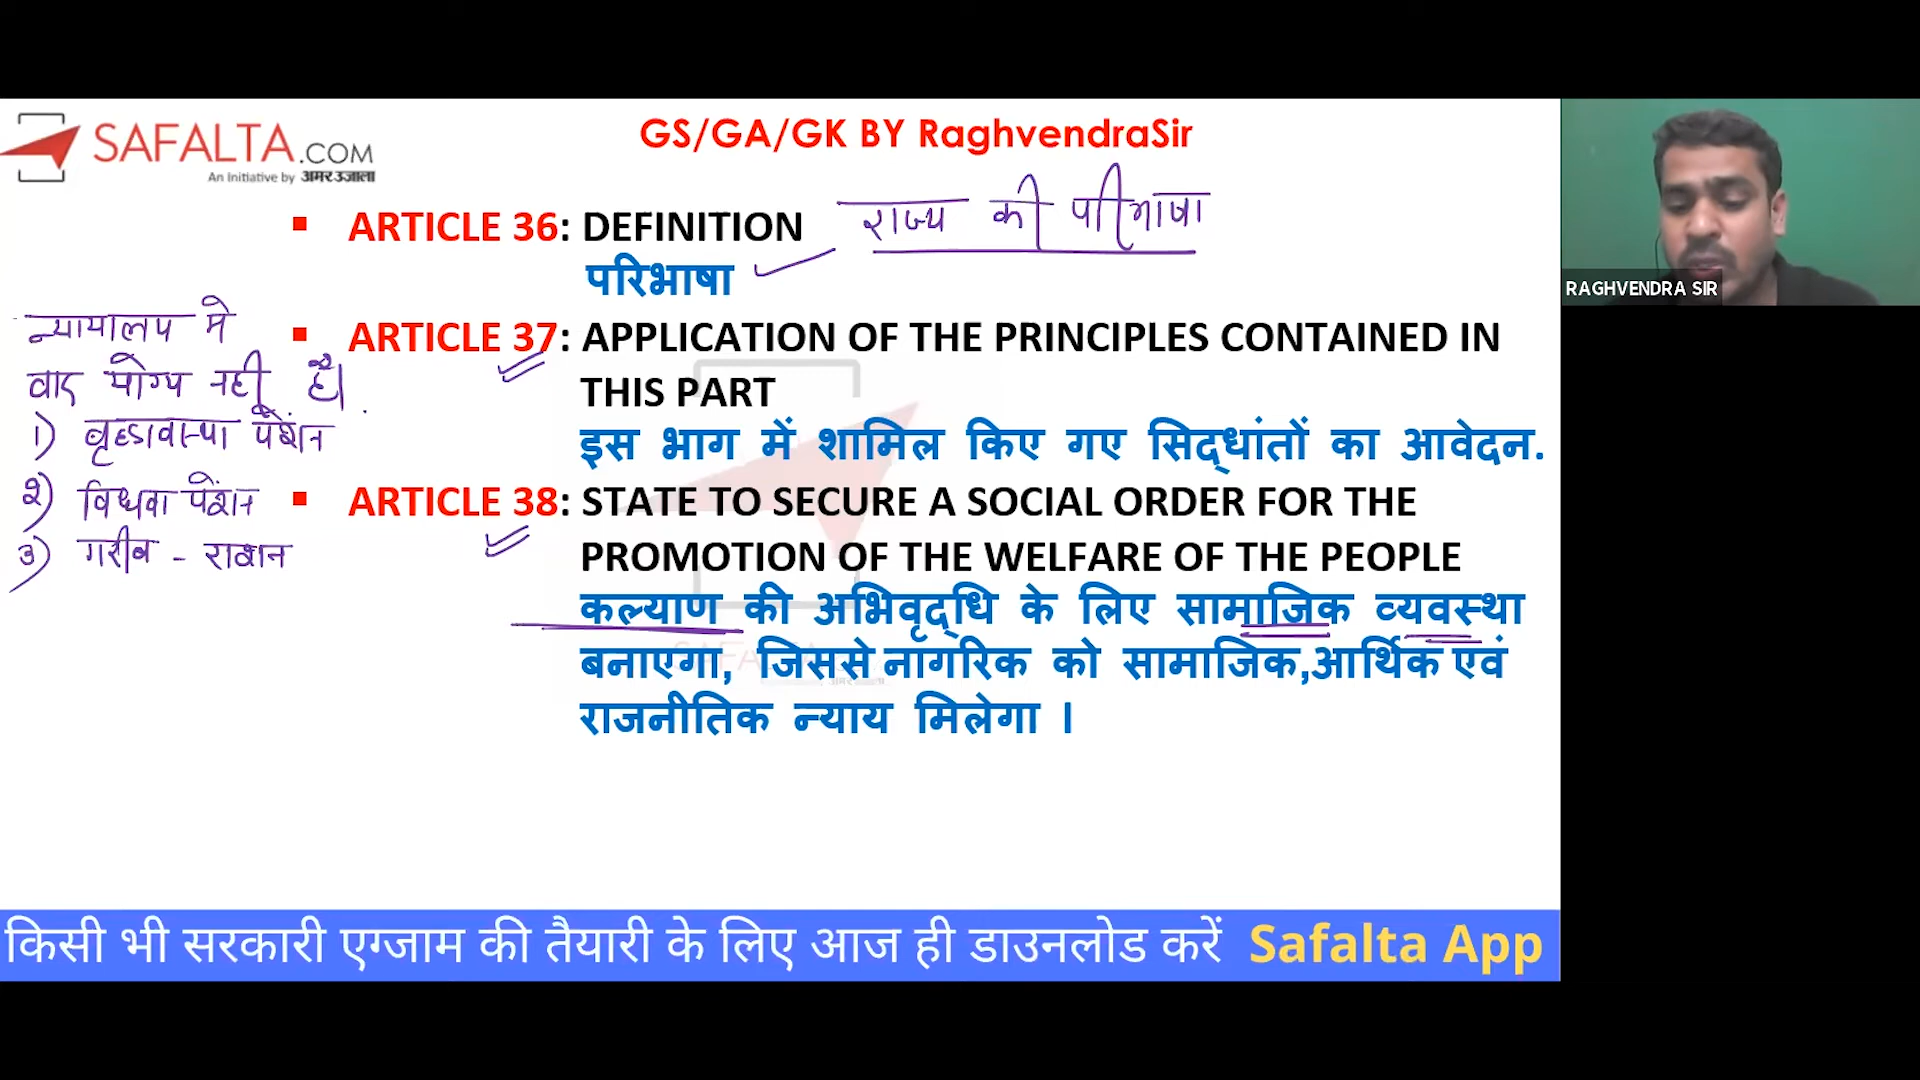 SAFALTA.COM
An Initiative by अमर उजाला
GS/GA/GK BY RaghvendraSir
▪ ARTICLE 36: DEFINITION
राज्य की परिभाषा
परिभाषा
RAGHVENDRA SIR
न्यायालय मे
वाद योग्य नही है।
1) वृद्धावस्था पेंशन
2) विधवा पेंशन
3) गरीब - राशन
▪ ARTICLE 37: APPLICATION OF THE PRINCIPLES CONTAINED IN
THIS PART
इस भाग में शामिल किए गए सिद्धांतों का आवेदन.
▪ ARTICLE 38: STATE TO SECURE A SOCIAL ORDER FOR THE
PROMOTION OF THE WELFARE OF THE PEOPLE
कल्याण की अभिवृद्धि के लिए सामाजिक व्यवस्था
बनाएगा, जिससे नागरिक को सामाजिक,आर्थिक एवं
राजनीतिक न्याय मिलेगा ।
किसी भी सरकारी एग्जाम की तैयारी के लिए आज ही डाउनलोड करें Safalta App